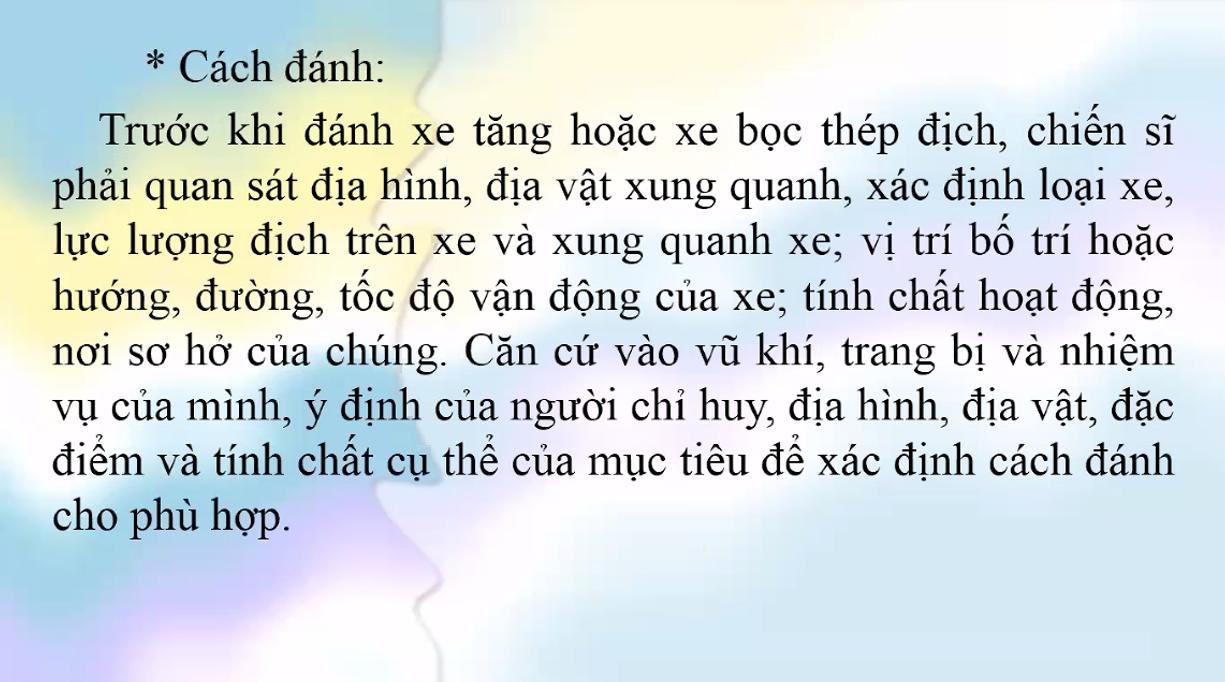 * Cách đánh:
Trước khi đánh xe tăng hoặc xe bọc thép địch, chiến sĩ
phải quan sát địa hình, địa vật xung quanh, xác định loại xe,
lực lượng địch trên xe và xung quanh xe; vị trí bố trí hoặc
hướng, đường, tốc độ vận động của xe; tính chất hoạt động,
nơi sơ hở của chúng. Căn cứ vào vũ khí, trang bị và nhiệm
vụ của mình, ý định của người chỉ huy, địa hình, địa vật, đặc
điểm và tính chất cụ thể của mục tiêu để xác định cách đánh
cho phù hợp.